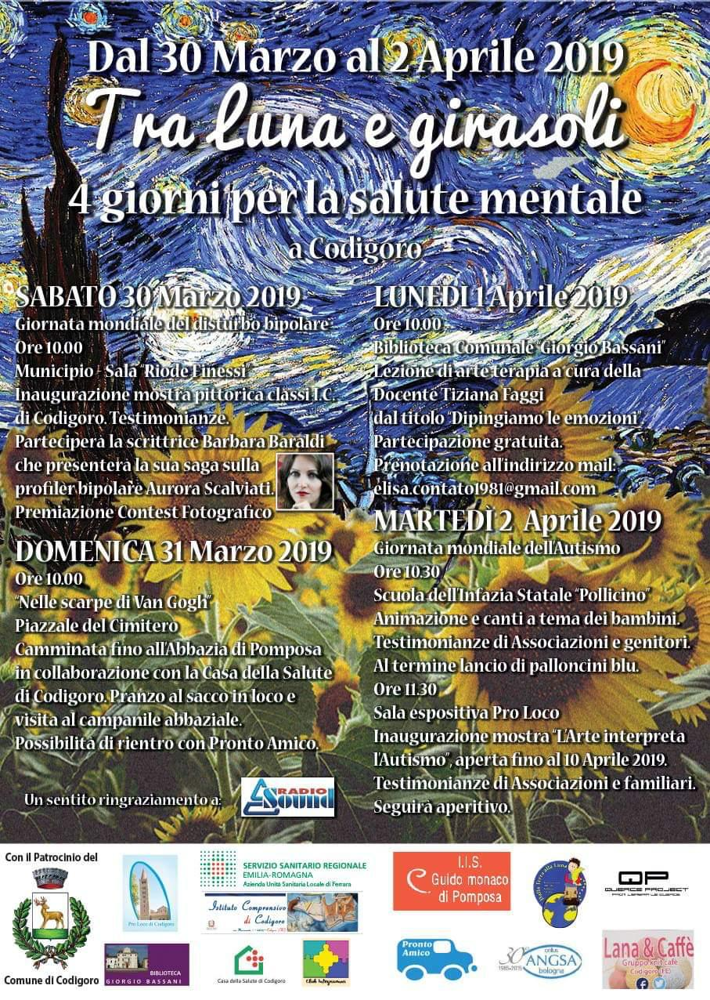 Dal 30 Marzo al 2 Aprile 2019
Tra Luna e girasoli
4 giorni per la salute mentale
a Codigoro
SABATO 30 Marzo 2019
Giornata mondiale del disturbo bipolare
Ore 10.00
Municipio - Sala "Riode Finessi"
Inaugurazione mostra pittorica classi I.C.
di Codigoro. Testimonianze.
Parteciperà la scrittrice Barbara Baraldi
che presenterà la sua saga sulla
profiler bipolare Aurora Scalviati.
Premiazione Contest Fotografico
DOMENICA 31 Marzo 2019
Ore 10.00
"Nelle scarpe di Van Gogh"
Piazzale del Cimitero
Camminata fino all'Abbazia di Pomposa
in collaborazione con la Casa della Salute
di Codigoro. Pranzo al sacco in loco e
visita al campanile abbaziale.
Possibilità di rientro con Pronto Amico.
Un sentito ringraziamento a:
RADIO
Sound
LUNEDÌ 1 Aprile 2019
Ore 10.00
Biblioteca Comunale "Giorgio Bassani"
Lezione di arte terapia a cura della
Docente Tiziana Faggi
dal titolo "Dipingiamo le emozioni".
Partecipazione gratuita.
Prenotazione all'indirizzo mail:
elisa.contato1981@gmail.com
MARTEDÌ 2 Aprile 2019
Giornata mondiale dell'Autismo
Ore 10.30
Scuola dell'Infazia Statale "Pollicino"
Animazione e canti a tema dei bambini.
Testimonianze di Associazioni e genitori.
Al termine lancio di palloncini blu.
Ore 11.30
Sala espositiva Pro Loco
Inaugurazione mostra "L'Arte interpreta
l'Autismo", aperta fino al 10 Aprile 2019.
Testimonianze di Associazioni e familiari.
Seguirà aperitivo.
Con il Patrocinio del
Comune di Codigoro
Pro Loco di Codigoro
SERVIZIO SANITARIO REGIONALE
EMILIA-ROMAGNA
Azienda Unità Sanitaria Locale di Ferrara
Istituto Comprensivo
di Codigoro
I.I.S.
Guido monaco
di Pomposa
Dalla Terra alla Luna
QP
QUERCE PROJECT
BIBLIOTECA
GIORGIO BASSANI
Casa della Salute di Codigoro
Club Integriamoci
Pronto
Amico
30°
1985-2015
onlus
ANGSA
bologna
Lana & Caffè
Gruppo knit cafè
Codigoro (FE)